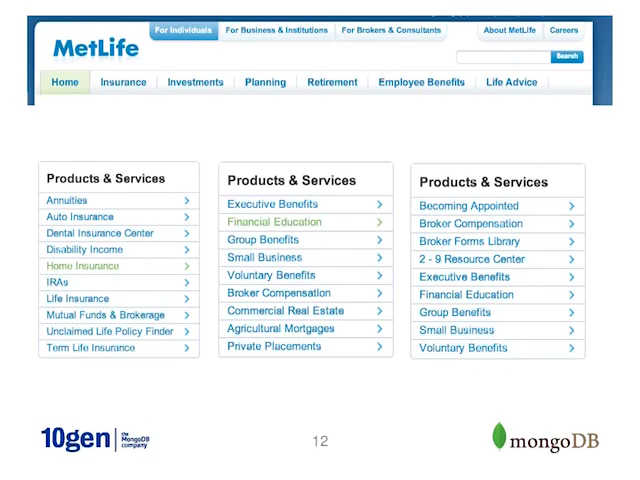 For Individuals For Business & Institutions For Brokers & Consultants About MetLife Careers
MetLife
Search
Home Insurance Investments Planning Retirement Employee Benefits Life Advice
Products & Services
Annuities
Auto Insurance
Dental Insurance Center
Disability Income
Home Insurance
IRAs
Life Insurance
Mutual Funds & Brokerage
Unclaimed Life Policy Finder
Term Life Insurance
Products & Services
Executive Benefits
Financial Education
Group Benefits
Small Business
Voluntary Benefits
Broker Compensation
Commercial Real Estate
Agricultural Mortgages
Private Placements
Products & Services
Becoming Appointed
Broker Compensation
Broker Forms Library
2 - 9 Resource Center
Executive Benefits
Financial Education
Group Benefits
Small Business
Voluntary Benefits
10gen the MongoDB company
12
mongoDB